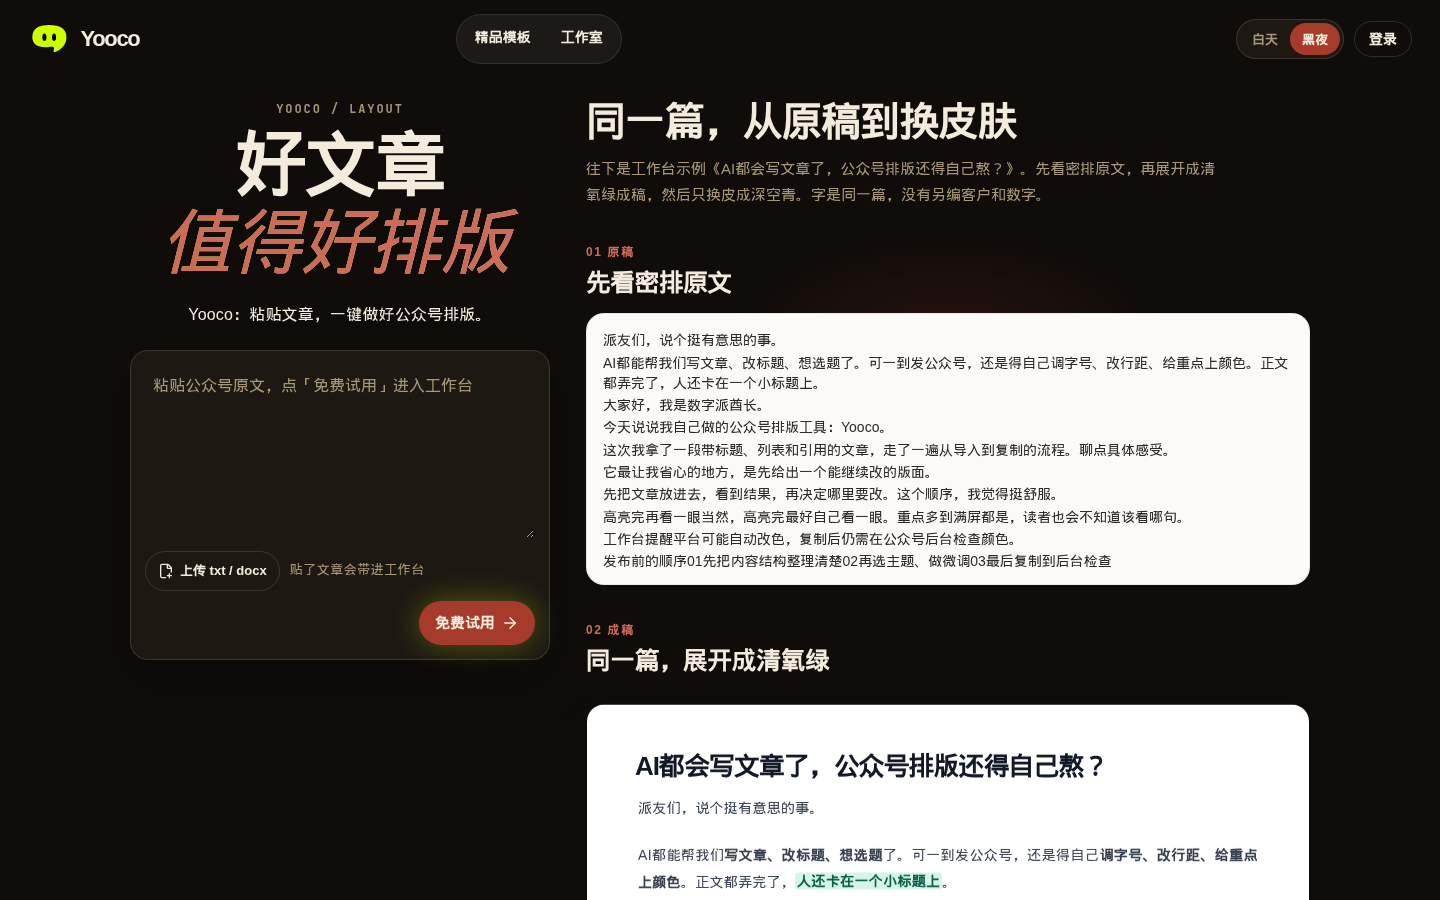 Yooco
精品模板
工作室
白天
黑夜
登录
YOOCO / LAYOUT
好文章
值得好排版
Yooco：粘贴文章，一键做好公众号排版。
粘贴公众号原文，点「免费试用」进入工作台
上传 txt / docx
贴了文章会带进工作台
免费试用
同一篇，从原稿到换皮肤
往下是工作台示例《AI都会写文章了，公众号排版还得自己熬？》。先看密排原文，再展开成清
氧绿成稿，然后只换皮成深空青。字是同一篇，没有另编客户和数字。
01 原稿
先看密排原文
派友们，说个挺有意思的事。
AI都能帮我们写文章、改标题、想选题了。可一到发公众号，还是得自己调字号、改行距、给重点上颜色。正文
都弄完了，人还卡在一个小标题上。
大家好，我是数字派酋长。
今天说说我自己做的公众号排版工具：Yooco。
这次我拿了一段带标题、列表和引用的文章，走了一遍从导入到复制的流程。聊点具体感受。
它最让我省心的地方，是先给出一个能继续改的版面。
先把文章放进去，看到结果，再决定哪里要改。这个顺序，我觉得挺舒服。
高亮完再看一眼当然，高亮完最好自己看一眼。重点多到满屏都是，读者也会不知道该看哪句。
工作台提醒平台可能自动改色，复制后仍需在公众号后台检查颜色。
发布前的顺序01先把内容结构整理清楚02再选主题、做微调03最后复制到后台检查
02 成稿
同一篇，展开成清氧绿
AI都会写文章了，公众号排版还得自己熬？
派友们，说个挺有意思的事。
AI都能帮我们写文章、改标题、想选题了。可一到发公众号，还是得自己调字号、改行距、给重点
上颜色。正文都弄完了，人还卡在一个小标题上。